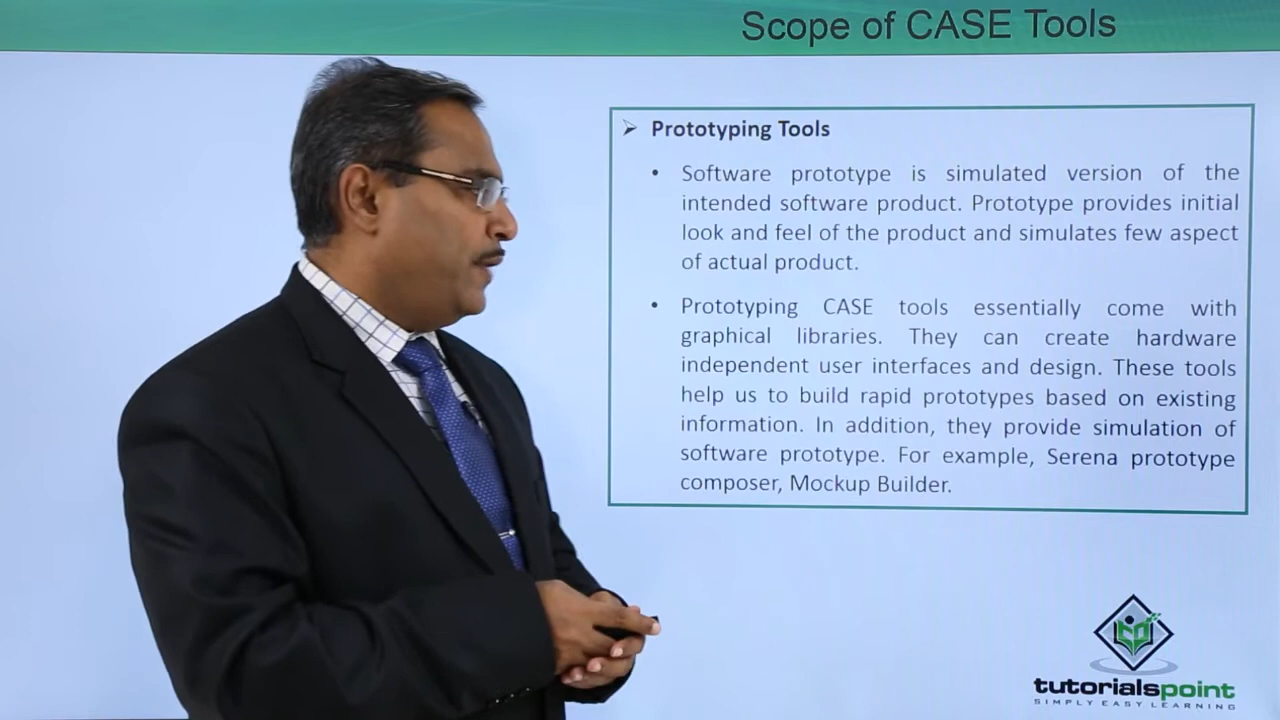 Scope of CASE Tools
Prototyping Tools
• Software prototype is simulated version of the
intended software product. Prototype provides initial
look and feel of the product and simulates few aspect
of actual product.
• Prototyping CASE tools essentially come with
graphical libraries. They can create hardware
independent user interfaces and design. These tools
help us to build rapid prototypes based on existing
information. In addition, they provide simulation of
software prototype. For example, Serena prototype
composer, Mockup Builder.
tutorialspoint
SIMPLY EASY LEARNING